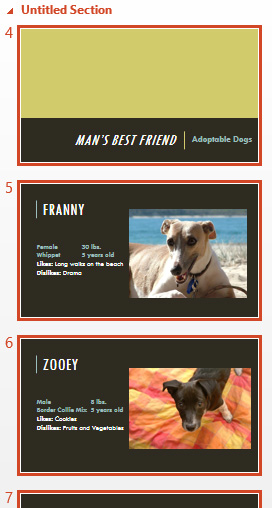 Untitled Section
4
MAN'S BEST FRIEND Adoptable Dogs
5
FRANNY
Female 30 lbs.
Whippet 5 years old
Likes: Long walks on the beach
Dislikes: Drama
6
ZOOEY
Male 8 lbs.
Border Collie Mix 5 years old
Likes: Cookies
Dislikes: Fruits and Vegetables
7